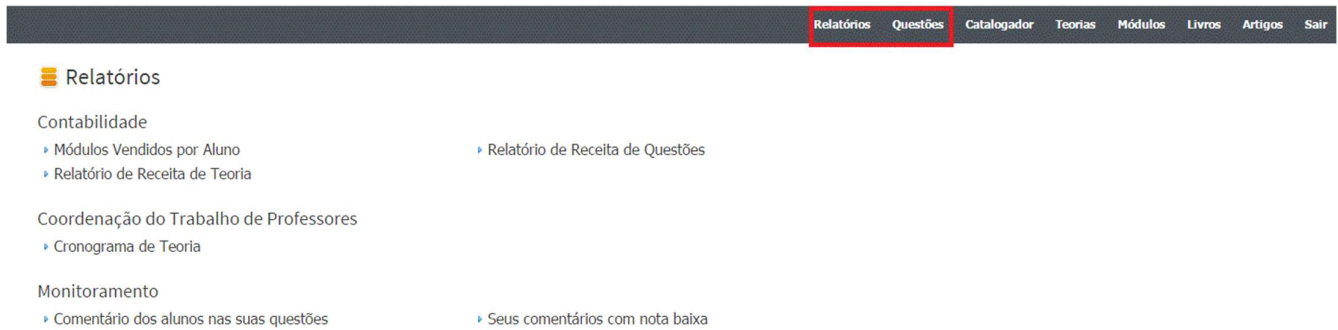 Relatórios Questões Catalogador Teorias Módulos Livros Artigos Sair
Relatórios
Contabilidade
Módulos Vendidos por Aluno Relatório de Receita de Questões
Relatório de Receita de Teoria
Coordenação do Trabalho de Professores
Cronograma de Teoria
Monitoramento
Comentário dos alunos nas suas questões Seus comentários com nota baixa